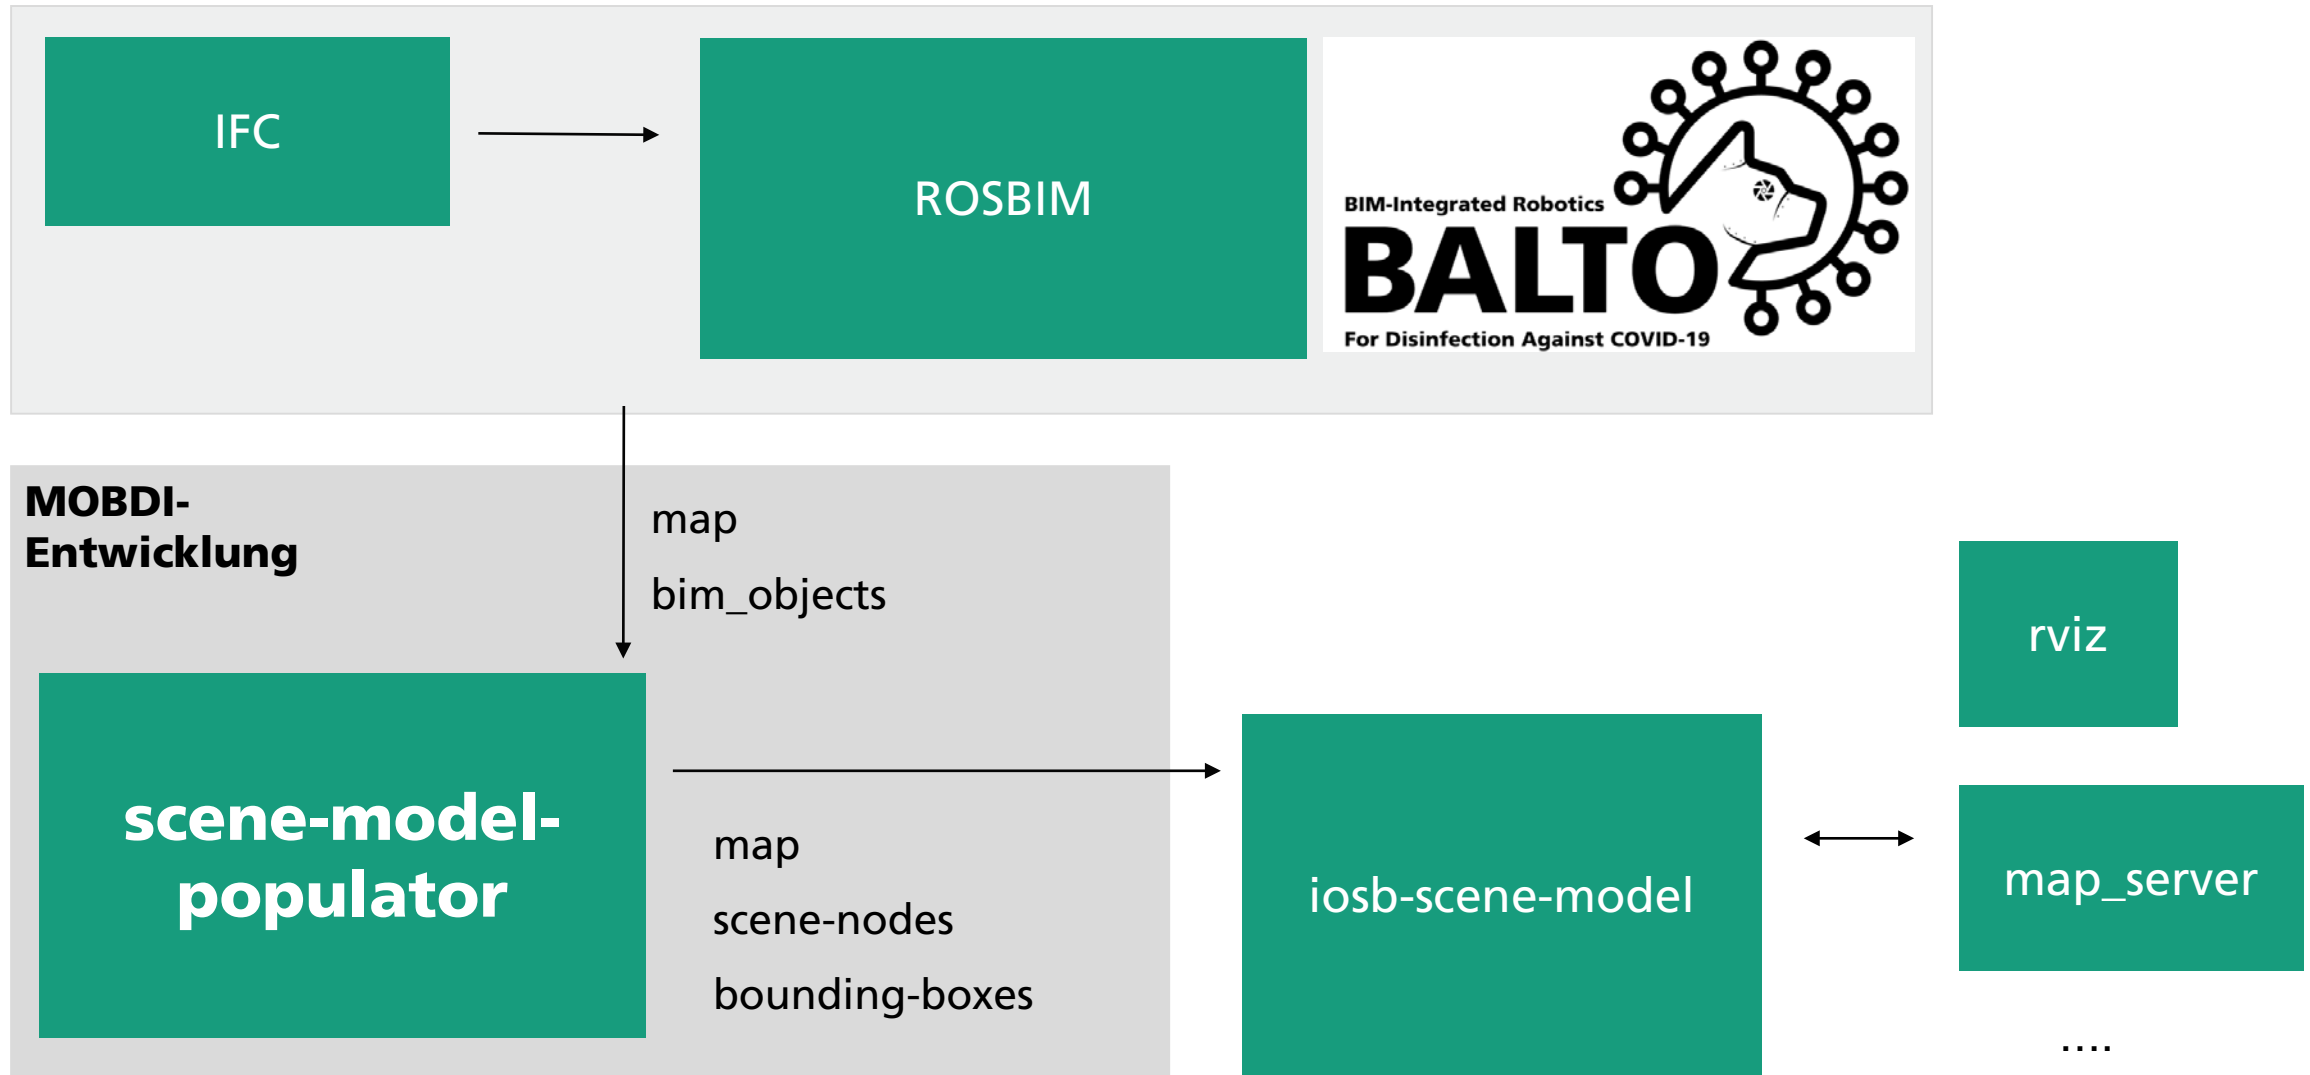 IFC
ROSBIM
BIM-Integrated Robotics
BALTO
For Disinfection Against COVID-19
MOBDI-
Entwicklung
map
bim_objects
scene-model-
populator
map
scene-nodes
bounding-boxes
iosb-scene-model
rviz
map_server
....